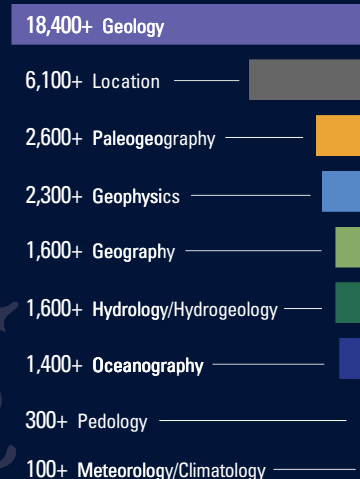 18,400+ Geology
6,100+ Location
2,600+ Paleogeography
2,300+ Geophysics
1,600+ Geography
1,600+ Hydrology/Hydrogeology
1,400+ Oceanography
300+ Pedology
100+ Meteorology/Climatology